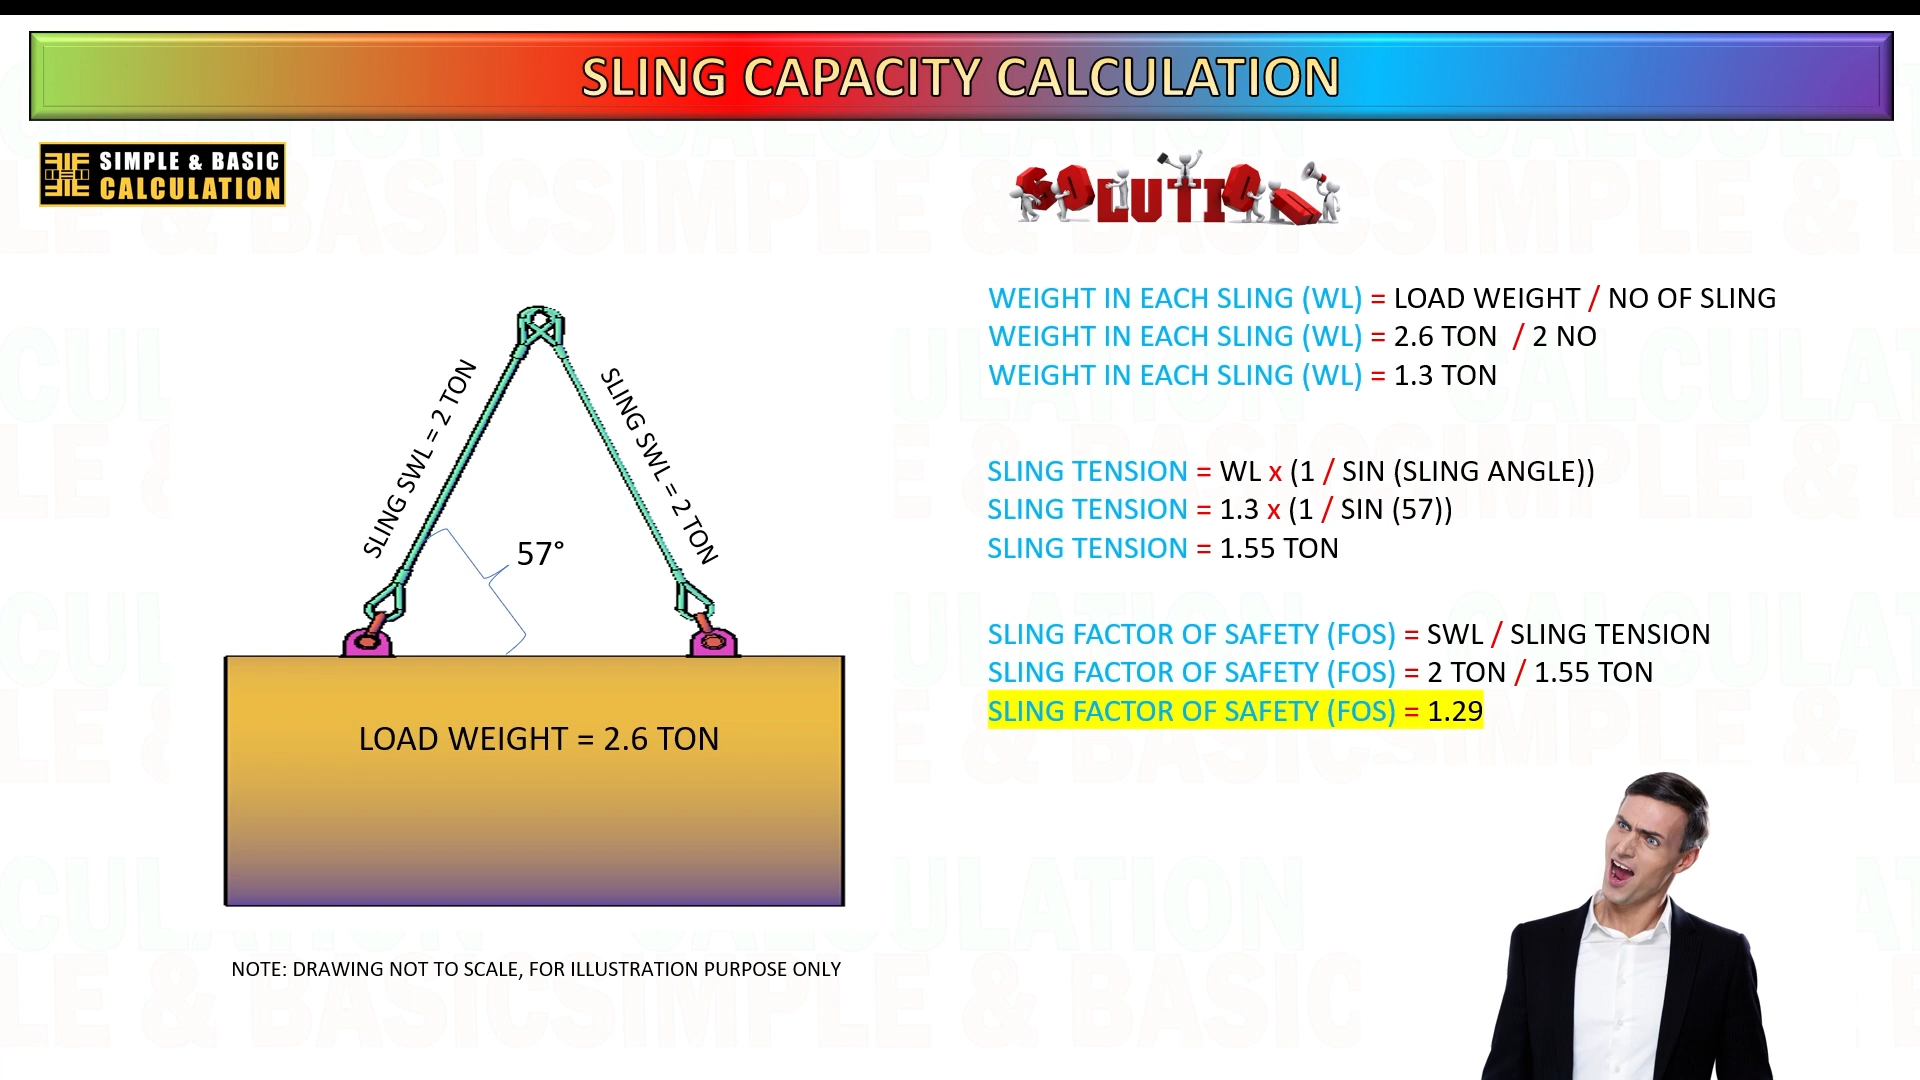 SLING CAPACITY CALCULATION
SIMPLE & BASIC
CALCULATION
SOLUTION
SLING SWL = 2 TON
SLING SWL = 2 TON
57°
LOAD WEIGHT = 2.6 TON
NOTE: DRAWING NOT TO SCALE, FOR ILLUSTRATION PURPOSE ONLY
WEIGHT IN EACH SLING (WL) = LOAD WEIGHT / NO OF SLING
WEIGHT IN EACH SLING (WL) = 2.6 TON / 2 NO
WEIGHT IN EACH SLING (WL) = 1.3 TON
SLING TENSION = WL x (1 / SIN (SLING ANGLE))
SLING TENSION = 1.3 x (1 / SIN (57))
SLING TENSION = 1.55 TON
SLING FACTOR OF SAFETY (FOS) = SWL / SLING TENSION
SLING FACTOR OF SAFETY (FOS) = 2 TON / 1.55 TON
SLING FACTOR OF SAFETY (FOS) = 1.29